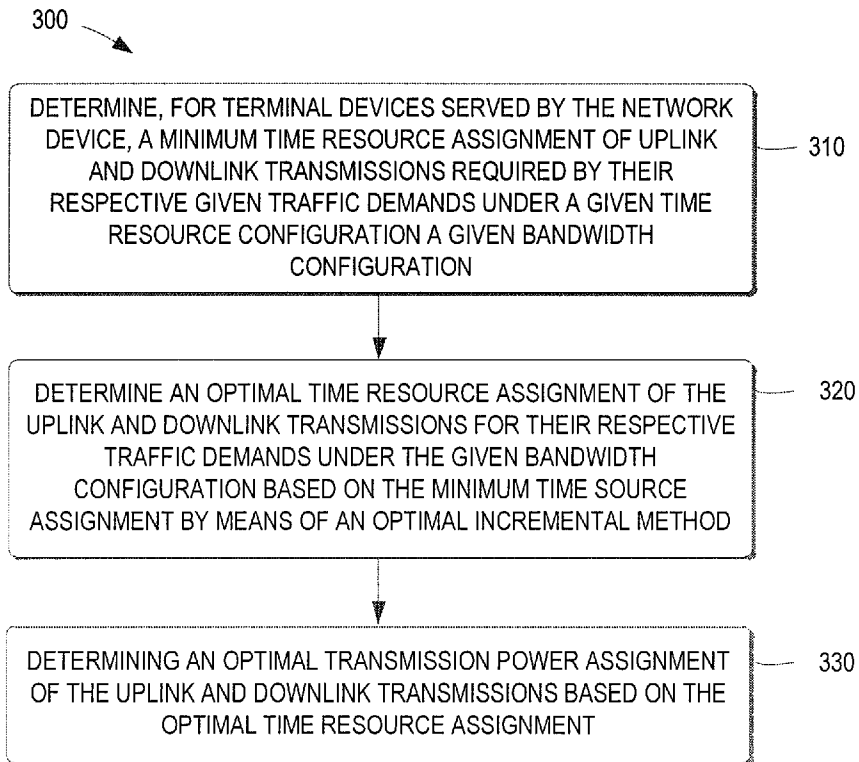 300
DETERMINE, FOR TERMINAL DEVICES SERVED BY THE NETWORK
DEVICE, A MINIMUM TIME RESOURCE ASSIGNMENT OF UPLINK
AND DOWNLINK TRANSMISSIONS REQUIRED BY THEIR
RESPECTIVE GIVEN TRAFFIC DEMANDS UNDER A GIVEN TIME
RESOURCE CONFIGURATION A GIVEN BANDWIDTH
CONFIGURATION
310
DETERMINE AN OPTIMAL TIME RESOURCE ASSIGNMENT OF THE
UPLINK AND DOWNLINK TRANSMISSIONS FOR THEIR RESPECTIVE
TRAFFIC DEMANDS UNDER THE GIVEN BANDWIDTH
CONFIGURATION BASED ON THE MINIMUM TIME SOURCE
ASSIGNMENT BY MEANS OF AN OPTIMAL INCREMENTAL METHOD
320
DETERMINING AN OPTIMAL TRANSMISSION POWER ASSIGNMENT
OF THE UPLINK AND DOWNLINK TRANSMISSIONS BASED ON THE
OPTIMAL TIME RESOURCE ASSIGNMENT
330